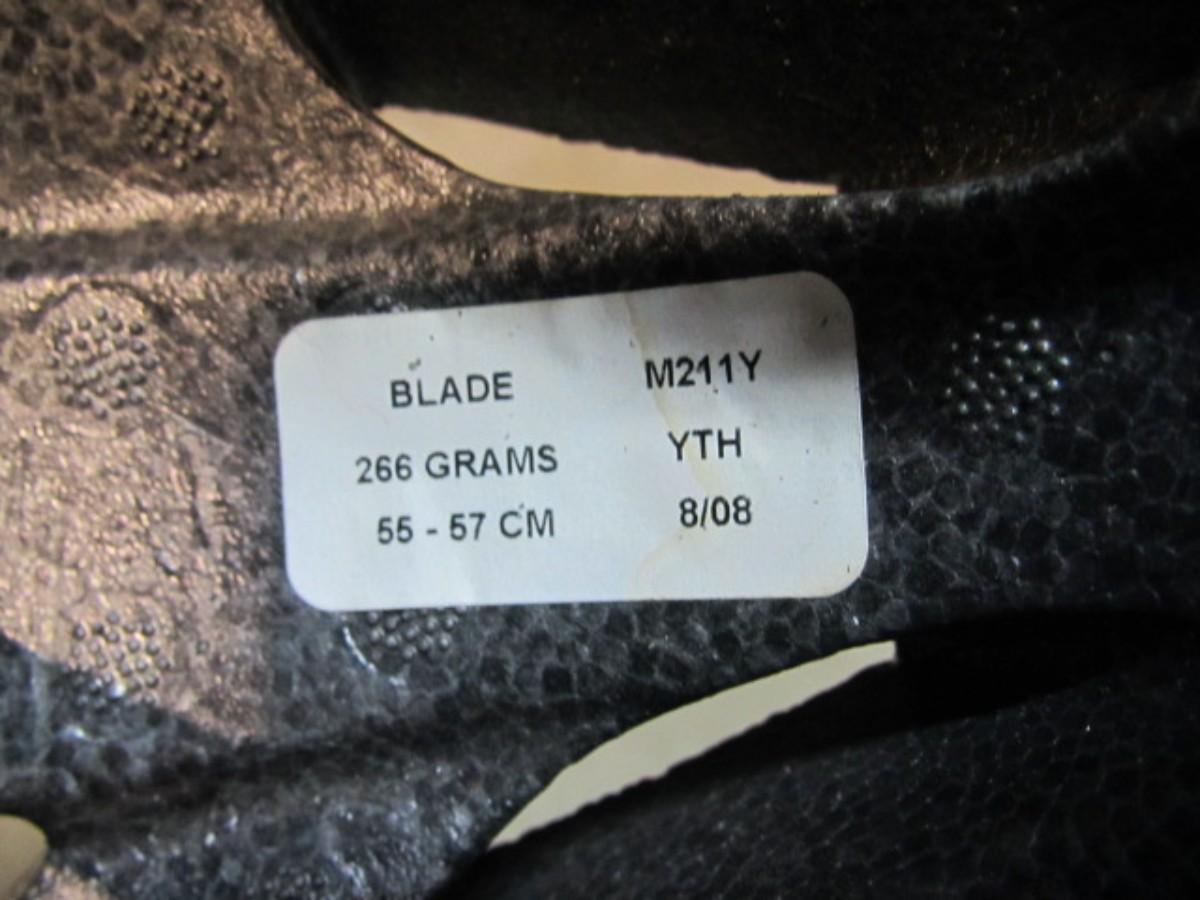 BLADE M211Y
266 GRAMS YTH
55 - 57 CM 8/08